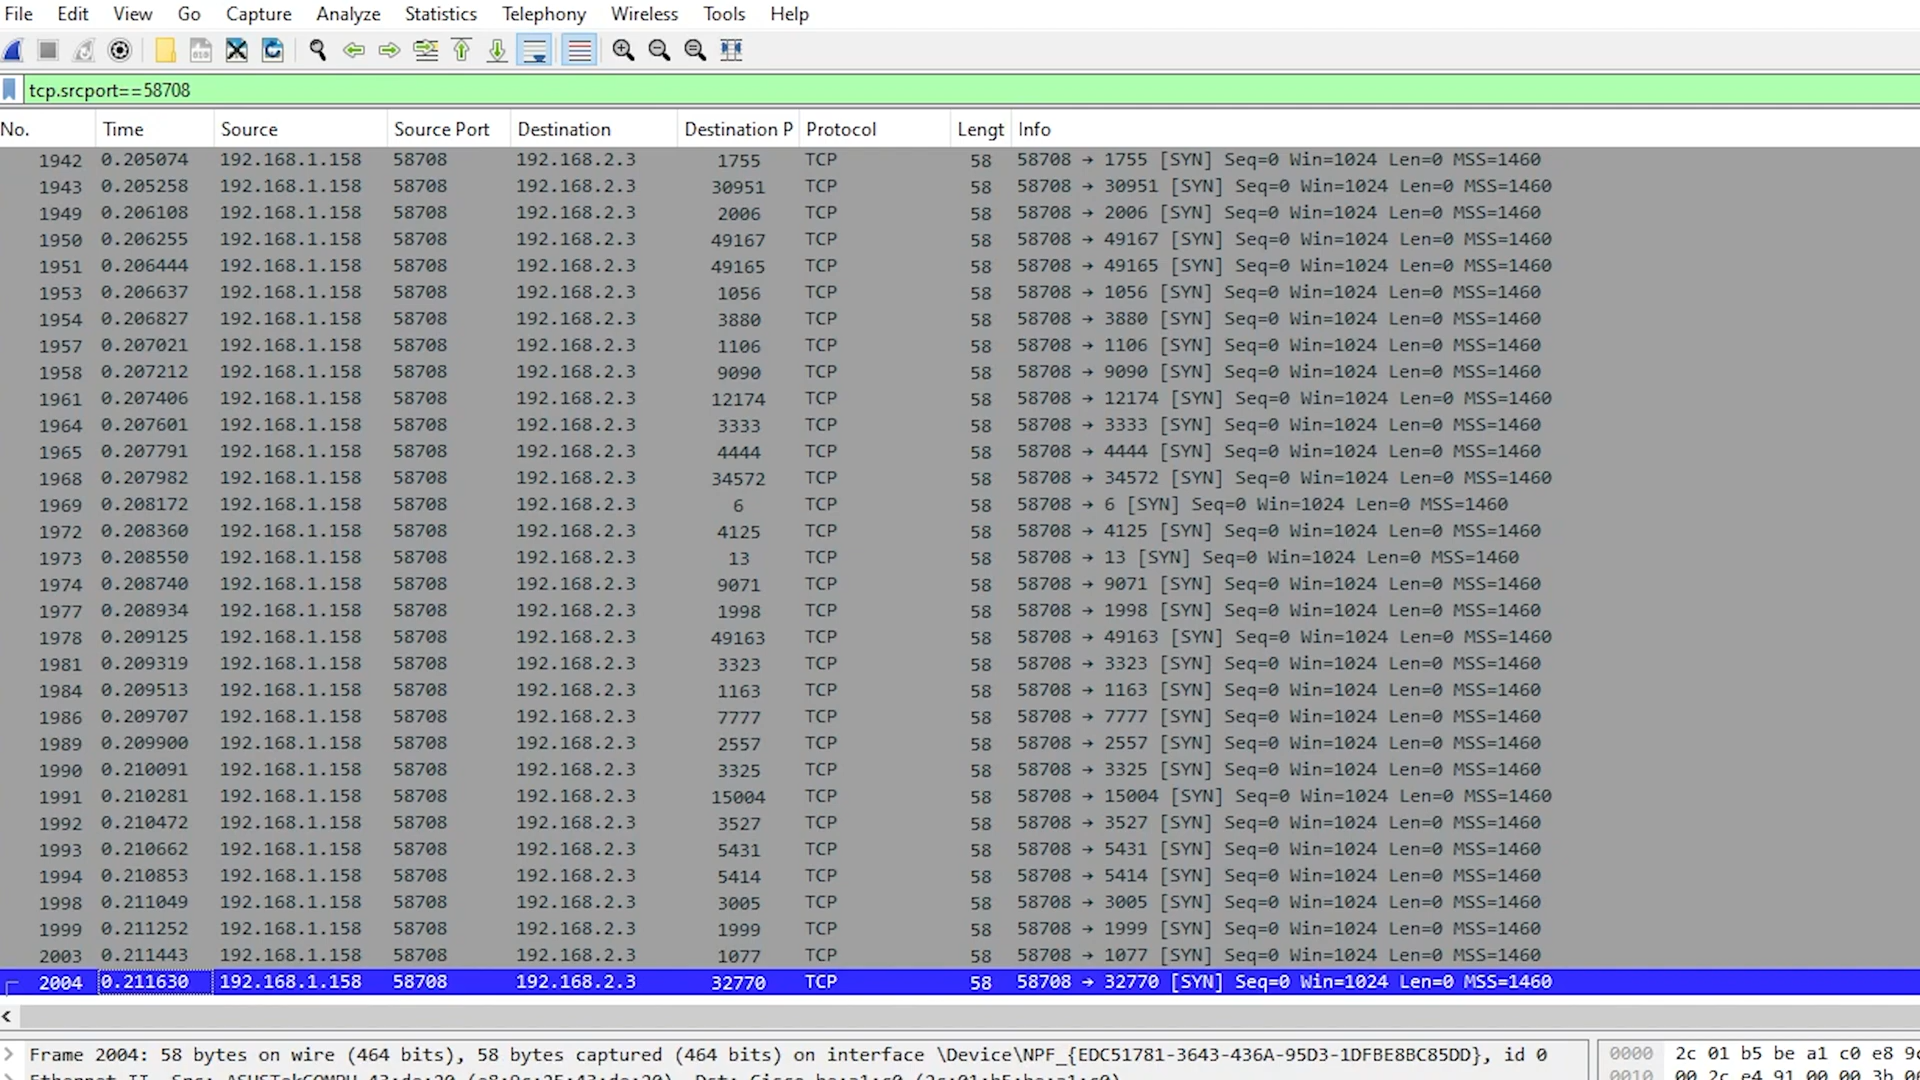 File Edit View Go Capture Analyze Statistics Telephony Wireless Tools Help
tcp.srcport==58708
No. Time Source Source Port Destination Destination P Protocol Lengt Info
1942 0.205074 192.168.1.158 58708 192.168.2.3 1755 TCP 58 58708 → 1755 [SYN] Seq=0 Win=1024 Len=0 MSS=1460
1943 0.205258 192.168.1.158 58708 192.168.2.3 30951 TCP 58 58708 → 30951 [SYN] Seq=0 Win=1024 Len=0 MSS=1460
1949 0.206108 192.168.1.158 58708 192.168.2.3 2006 TCP 58 58708 → 2006 [SYN] Seq=0 Win=1024 Len=0 MSS=1460
1950 0.206255 192.168.1.158 58708 192.168.2.3 49167 TCP 58 58708 → 49167 [SYN] Seq=0 Win=1024 Len=0 MSS=1460
1951 0.206444 192.168.1.158 58708 192.168.2.3 49165 TCP 58 58708 → 49165 [SYN] Seq=0 Win=1024 Len=0 MSS=1460
1953 0.206637 192.168.1.158 58708 192.168.2.3 1056 TCP 58 58708 → 1056 [SYN] Seq=0 Win=1024 Len=0 MSS=1460
1954 0.206827 192.168.1.158 58708 192.168.2.3 3880 TCP 58 58708 → 3880 [SYN] Seq=0 Win=1024 Len=0 MSS=1460
1957 0.207021 192.168.1.158 58708 192.168.2.3 1106 TCP 58 58708 → 1106 [SYN] Seq=0 Win=1024 Len=0 MSS=1460
1958 0.207212 192.168.1.158 58708 192.168.2.3 9090 TCP 58 58708 → 9090 [SYN] Seq=0 Win=1024 Len=0 MSS=1460
1961 0.207406 192.168.1.158 58708 192.168.2.3 12174 TCP 58 58708 → 12174 [SYN] Seq=0 Win=1024 Len=0 MSS=1460
1964 0.207601 192.168.1.158 58708 192.168.2.3 3333 TCP 58 58708 → 3333 [SYN] Seq=0 Win=1024 Len=0 MSS=1460
1965 0.207791 192.168.1.158 58708 192.168.2.3 4444 TCP 58 58708 → 4444 [SYN] Seq=0 Win=1024 Len=0 MSS=1460
1968 0.207982 192.168.1.158 58708 192.168.2.3 34572 TCP 58 58708 → 34572 [SYN] Seq=0 Win=1024 Len=0 MSS=1460
1969 0.208172 192.168.1.158 58708 192.168.2.3 6 TCP 58 58708 → 6 [SYN] Seq=0 Win=1024 Len=0 MSS=1460
1972 0.208360 192.168.1.158 58708 192.168.2.3 4125 TCP 58 58708 → 4125 [SYN] Seq=0 Win=1024 Len=0 MSS=1460
1973 0.208550 192.168.1.158 58708 192.168.2.3 13 TCP 58 58708 → 13 [SYN] Seq=0 Win=1024 Len=0 MSS=1460
1974 0.208740 192.168.1.158 58708 192.168.2.3 9071 TCP 58 58708 → 9071 [SYN] Seq=0 Win=1024 Len=0 MSS=1460
1977 0.208934 192.168.1.158 58708 192.168.2.3 1998 TCP 58 58708 → 1998 [SYN] Seq=0 Win=1024 Len=0 MSS=1460
1978 0.209125 192.168.1.158 58708 192.168.2.3 49163 TCP 58 58708 → 49163 [SYN] Seq=0 Win=1024 Len=0 MSS=1460
1981 0.209319 192.168.1.158 58708 192.168.2.3 3323 TCP 58 58708 → 3323 [SYN] Seq=0 Win=1024 Len=0 MSS=1460
1984 0.209513 192.168.1.158 58708 192.168.2.3 1163 TCP 58 58708 → 1163 [SYN] Seq=0 Win=1024 Len=0 MSS=1460
1986 0.209707 192.168.1.158 58708 192.168.2.3 7777 TCP 58 58708 → 7777 [SYN] Seq=0 Win=1024 Len=0 MSS=1460
1989 0.209900 192.168.1.158 58708 192.168.2.3 2557 TCP 58 58708 → 2557 [SYN] Seq=0 Win=1024 Len=0 MSS=1460
1990 0.210091 192.168.1.158 58708 192.168.2.3 3325 TCP 58 58708 → 3325 [SYN] Seq=0 Win=1024 Len=0 MSS=1460
1991 0.210281 192.168.1.158 58708 192.168.2.3 15004 TCP 58 58708 → 15004 [SYN] Seq=0 Win=1024 Len=0 MSS=1460
1992 0.210472 192.168.1.158 58708 192.168.2.3 3527 TCP 58 58708 → 3527 [SYN] Seq=0 Win=1024 Len=0 MSS=1460
1993 0.210662 192.168.1.158 58708 192.168.2.3 5431 TCP 58 58708 → 5431 [SYN] Seq=0 Win=1024 Len=0 MSS=1460
1994 0.210853 192.168.1.158 58708 192.168.2.3 5414 TCP 58 58708 → 5414 [SYN] Seq=0 Win=1024 Len=0 MSS=1460
1998 0.211049 192.168.1.158 58708 192.168.2.3 3005 TCP 58 58708 → 3005 [SYN] Seq=0 Win=1024 Len=0 MSS=1460
1999 0.211252 192.168.1.158 58708 192.168.2.3 1999 TCP 58 58708 → 1999 [SYN] Seq=0 Win=1024 Len=0 MSS=1460
2003 0.211443 192.168.1.158 58708 192.168.2.3 1077 TCP 58 58708 → 1077 [SYN] Seq=0 Win=1024 Len=0 MSS=1460
2004 0.211630 192.168.1.158 58708 192.168.2.3 32770 TCP 58 58708 → 32770 [SYN] Seq=0 Win=1024 Len=0 MSS=1460
Frame 2004: 58 bytes on wire (464 bits), 58 bytes captured (464 bits) on interface \Device\NPF_{EDC51781-3643-436A-95D3-1DFBE8BC85DD}, id 0 0000 2c 01 b5 be a1 c0 e8 9c